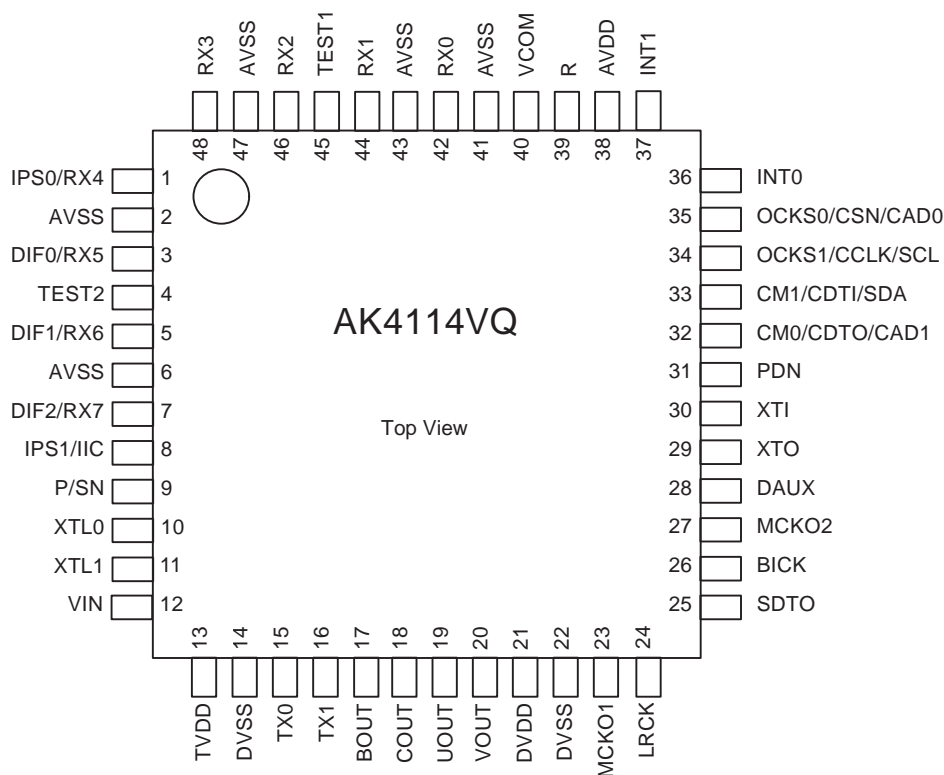 RX3 AVSS RX2 TEST1 RX1 AVSS RX0 AVSS VCOM R AVDD INT1
48 47 46 45 44 43 42 41 40 39 38 37
IPS0/RX4 1 36 INT0
AVSS 2 35 OCKS0/CSN/CAD0
DIF0/RX5 3 34 OCKS1/CCLK/SCL
TEST2 4 33 CM1/CDTI/SDA
AK4114VQ
DIF1/RX6 5 32 CM0/CDTO/CAD1
AVSS 6 31 PDN
DIF2/RX7 7 30 XTI
Top View
IPS1/IIC 8 29 XTO
P/SN 9 28 DAUX
XTL0 10 27 MCKO2
XTL1 11 26 BICK
VIN 12 25 SDTO
13 14 15 16 17 18 19 20 21 22 23 24
TVDD DVSS TX0 TX1 BOUT COUT UOUT VOUT DVDD DVSS MCKO1 LRCK